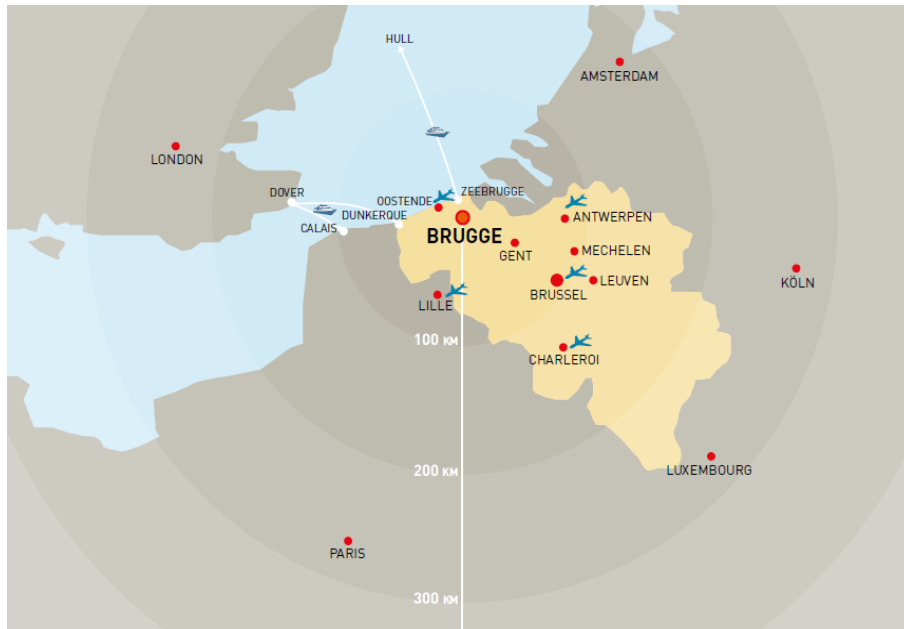 HULL
AMSTERDAM
LONDON
DOVER
ZEEBRUGGE
OOSTENDE
DUNKERQUE
CALAIS
ANTWERPEN
BRUGGE
GENT
MECHELEN
KÖLN
BRUSSEL
LEUVEN
LILLE
100 KM
CHARLEROI
200 KM
LUXEMBOURG
PARIS
300 KM